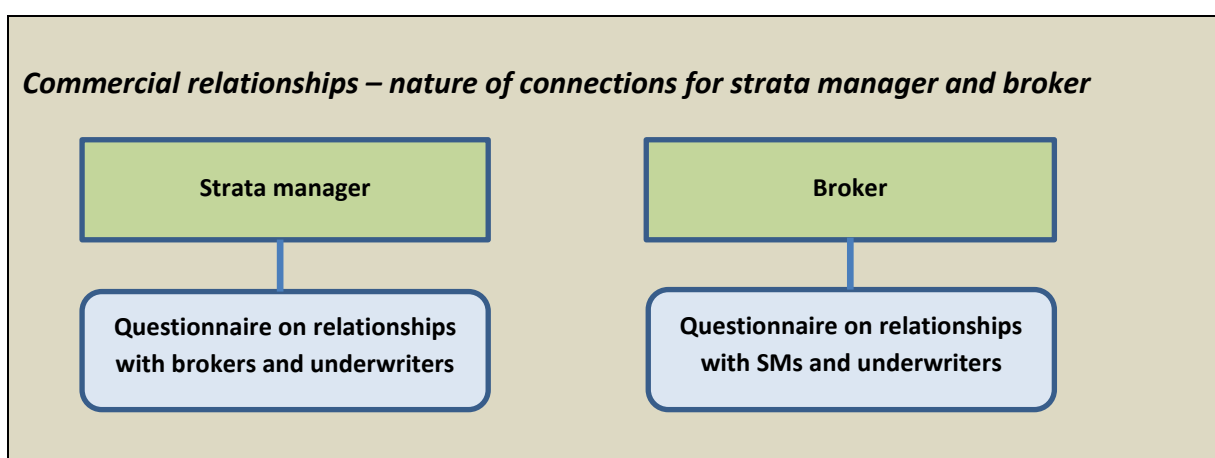 Commercial relationships – nature of connections for strata manager and broker
Strata manager
Broker
Questionnaire on relationships
with brokers and underwriters
Questionnaire on relationships
with SMs and underwriters